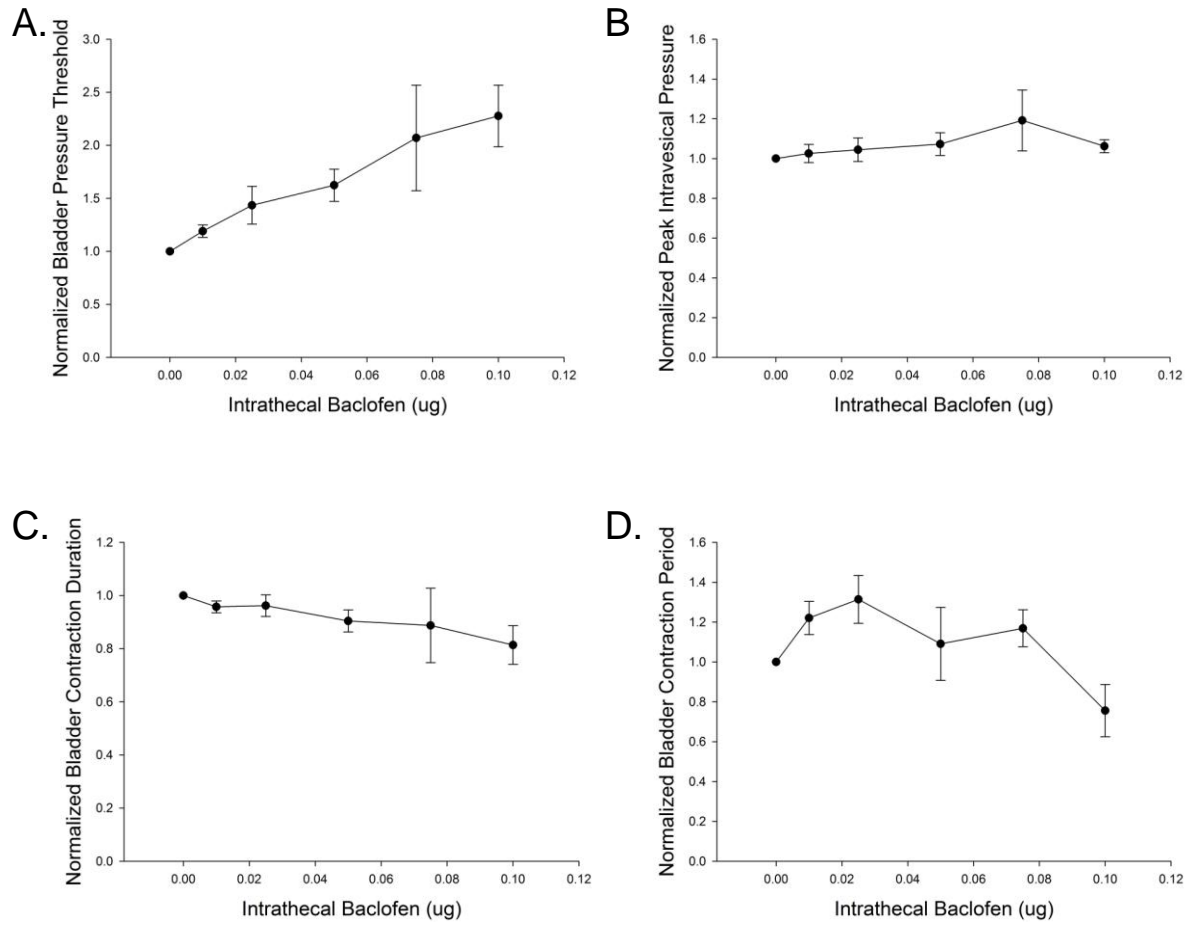 A.
Normalized Bladder Pressure Threshold
3.0
2.5
2.0
1.5
1.0
0.5
0.0
0.00 0.02 0.04 0.06 0.08 0.10 0.12
Intrathecal Baclofen (ug)
B
Normalized Peak Intravesical Pressure
1.6
1.4
1.2
1.0
0.8
0.6
0.4
0.2
0.0
0.00 0.02 0.04 0.06 0.08 0.10 0.12
Intrathecal Baclofen (ug)
C.
Normalized Bladder Contraction Duration
1.2
1.0
0.8
0.6
0.4
0.2
0.0
0.00 0.02 0.04 0.06 0.08 0.10 0.12
Intrathecal Baclofen (ug)
D.
Normalized Bladder Contraction Period
1.6
1.4
1.2
1.0
0.8
0.6
0.4
0.2
0.0
0.00 0.02 0.04 0.06 0.08 0.10 0.12
Intrathecal Baclofen (ug)